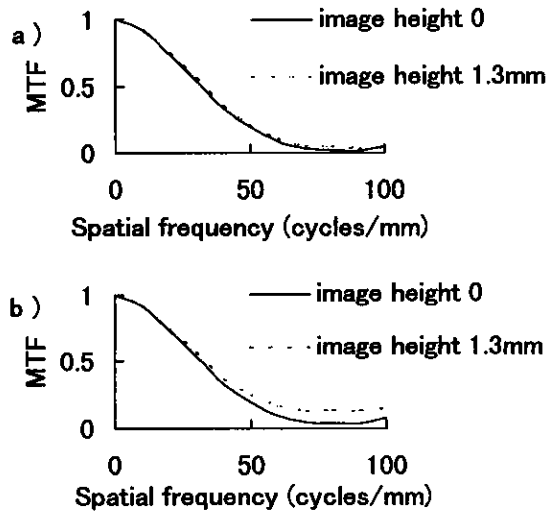 a )
image height 0
image height 1.3mm
MTF
1
0.5
0
0 50 100
Spatial frequency (cycles/mm)
b )
image height 0
image height 1.3mm
MTF
1
0.5
0
0 50 100
Spatial frequency (cycles/mm)